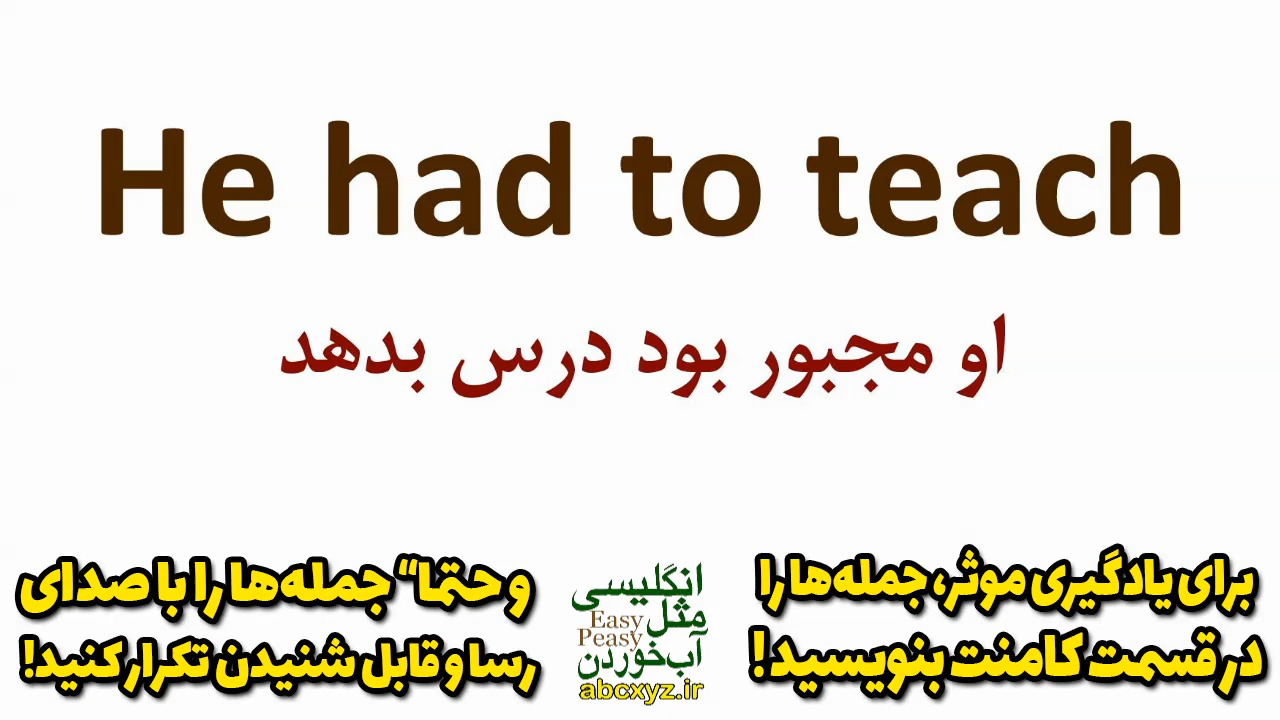 He had to teach
او مجبور بود درس بدهد
برای یادگیری موثر، جمله‌ها را
در قسمت کامنت بنویسید!
و حتما“ جمله‌ها را با صدای
رسا و قابل شنیدن تکرار کنید!
انگلیسی
مثل
Easy
Peasy
آب خوردن
abcxyz.ir